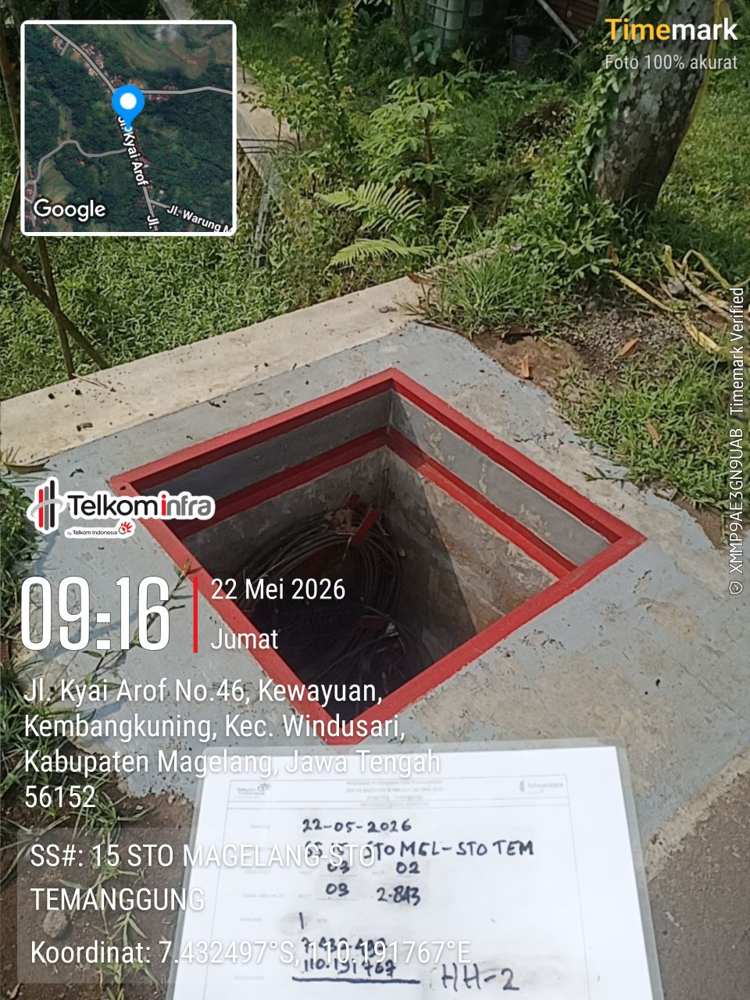 Timemark
Foto 100% akurat
Jl. Kyai Arof
Jl. Warung M
Jl.
Google
XMMP9AE3GN9UAB Timemark Verified
Telkominfra
by Telkom Indonesia
09:16
22 Mei 2026
Jumat
Jl. Kyai Arof No.46, Kewayuan,
Kembangkuning, Kec. Windusari,
Kabupaten Magelang, Jawa Tengah
56152
SS#: 15 STO MAGELANG-STO
TEMANGGUNG
Koordinat: 7.432497°S, 110.191767°E
Telkominfra
22-05-2026
STO MGL-STO TEM
03 02
03 2.843
1
110.191767
HH-2